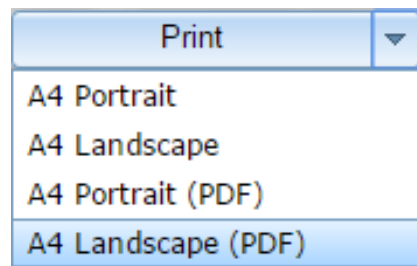 Print
A4 Portrait
A4 Landscape
A4 Portrait (PDF)
A4 Landscape (PDF)